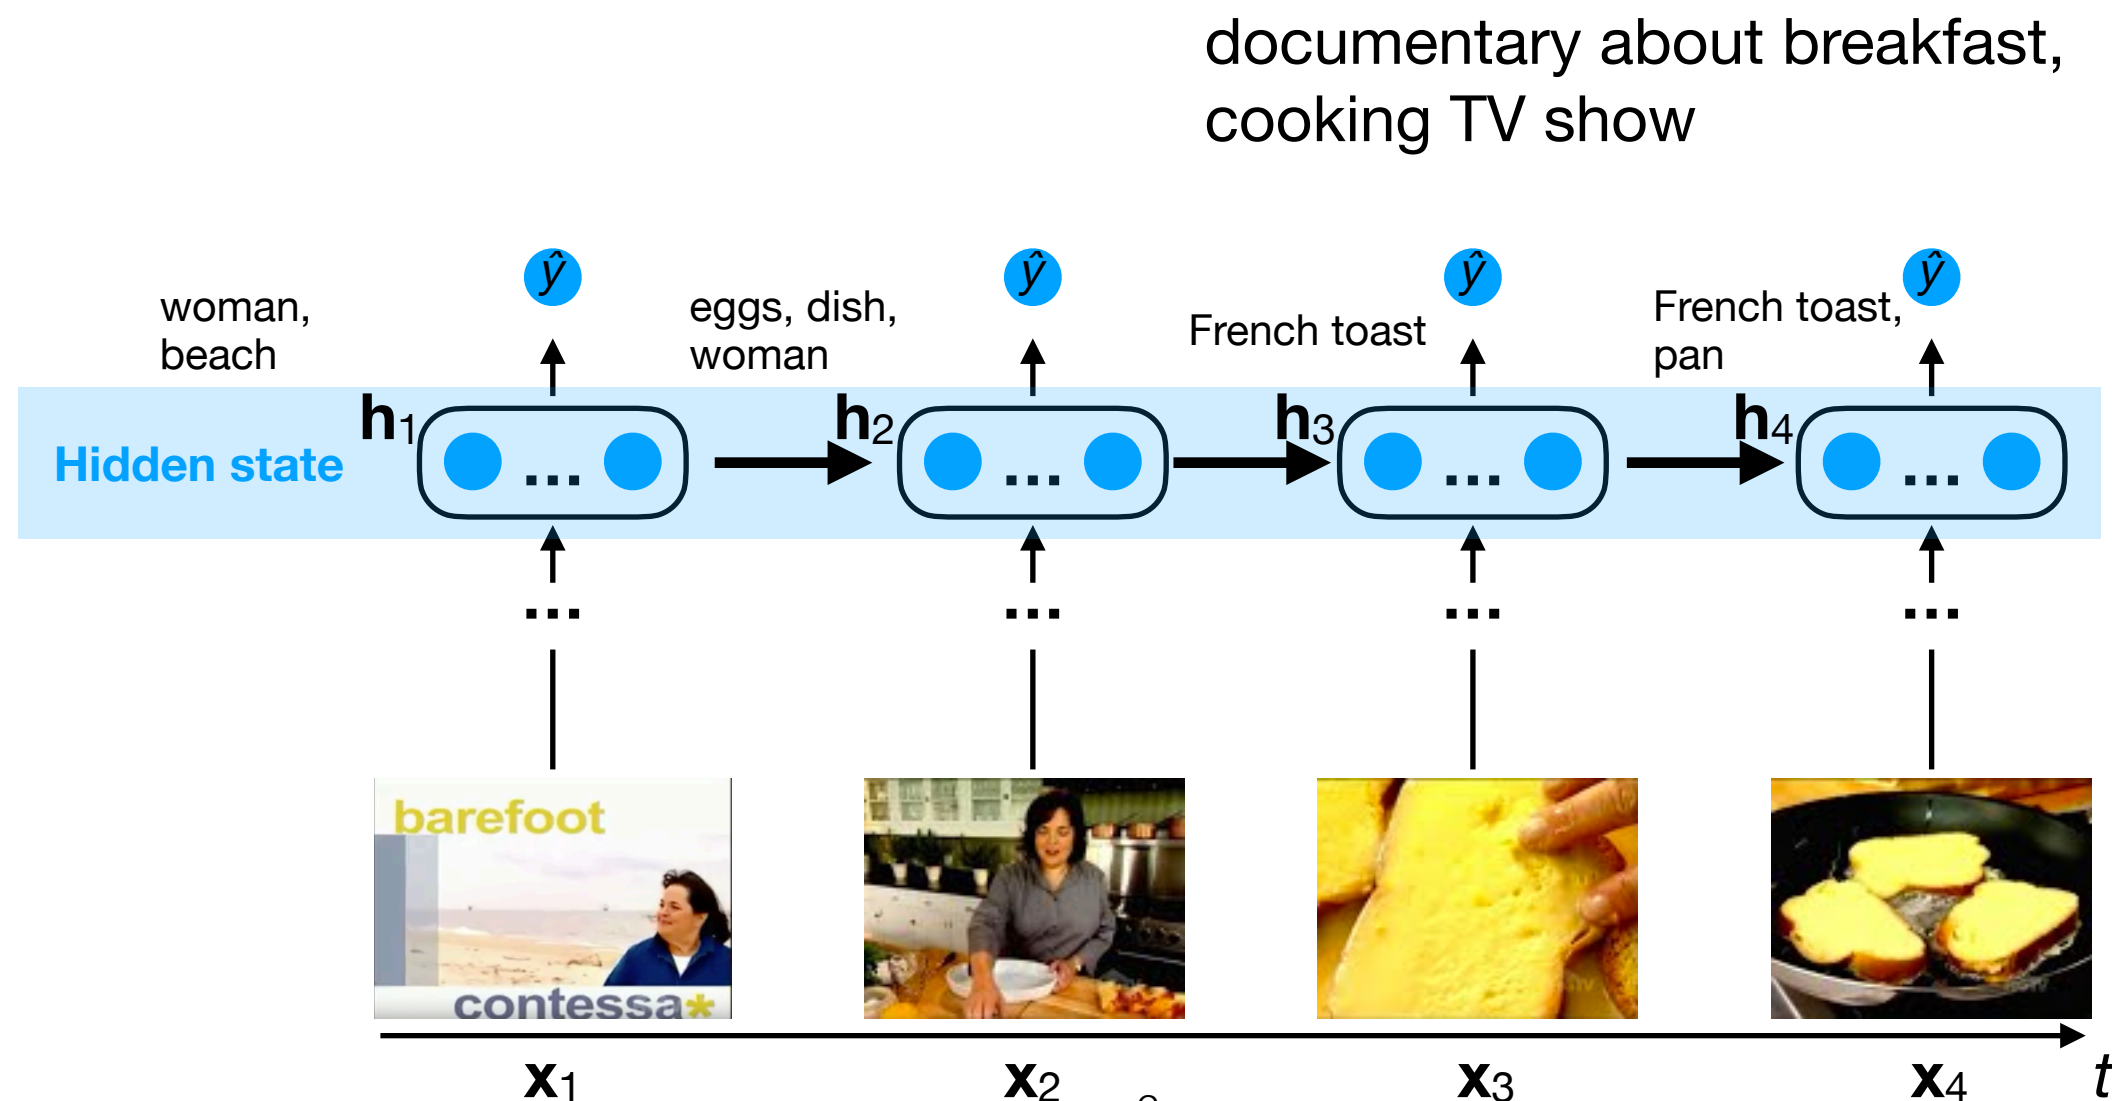 documentary about breakfast,
cooking TV show
ŷ ŷ ŷ ŷ
woman,
beach
eggs, dish,
woman
French toast
French toast,
pan
h1 h2 h3 h4
Hidden state
... ... ... ...
... ... ... ...
barefoot
contessa*
x1 x2 x3 x4 t